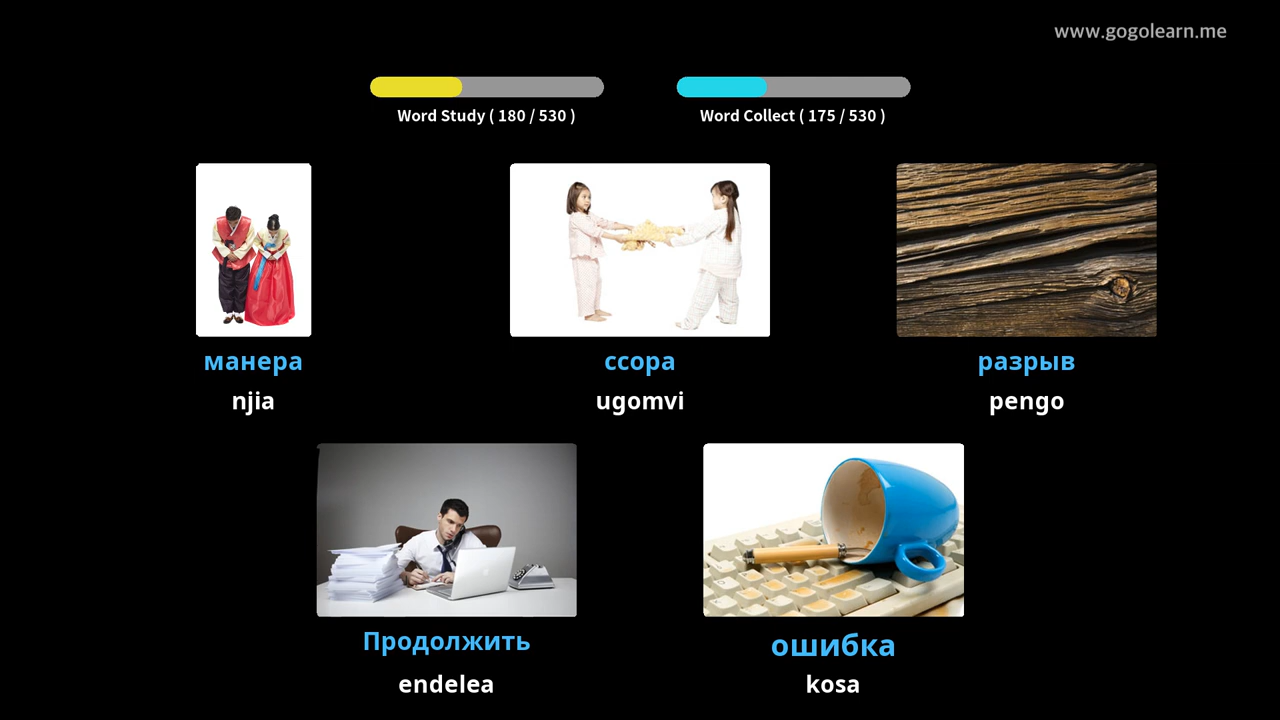 www.gogolearn.me
Word Study ( 180 / 530 )
Word Collect ( 175 / 530 )
манера
njia
ссора
ugomvi
разрыв
pengo
Продолжить
endelea
ошибка
kosa